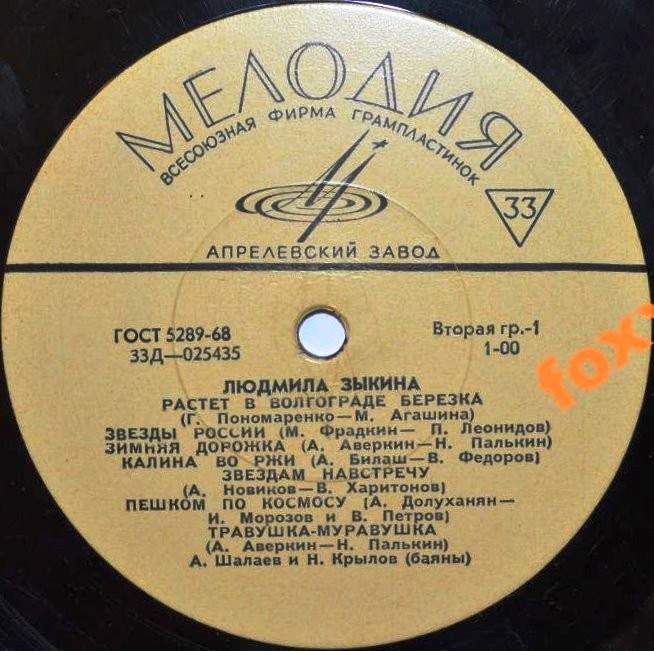 МЕЛОДИЯ
ВСЕСОЮЗНАЯ ФИРМА ГРАМПЛАСТИНОК
33
АПРЕЛЕВСКИЙ ЗАВОД
ГОСТ 5289-68
Вторая гр.-1
33Д—025435
1-00
fox
ЛЮДМИЛА ЗЫКИНА
РАСТЕТ В ВОЛГОГРАДЕ БЕРЕЗКА
(Г. Пономаренко—М. Агашина)
ЗВЕЗДЫ РОССИИ (М. Фрадкин— П. Леонидов)
ЗИМНЯЯ ДОРОЖКА (А. Аверкин—Н. Палькин)
КАЛИНА ВО РЖИ (А. Билаш—В. Федоров)
ЗВЕЗДАМ НАВСТРЕЧУ
(А. Новиков—В. Харитонов)
ПЕШКОМ ПО КОСМОСУ (А. Долуханян—
И. Морозов и В. Петров)
ТРАВУШКА-МУРАВУШКА
(А. Аверкин—Н. Палькин)
А. Шалаев и Н. Крылов (баяны)